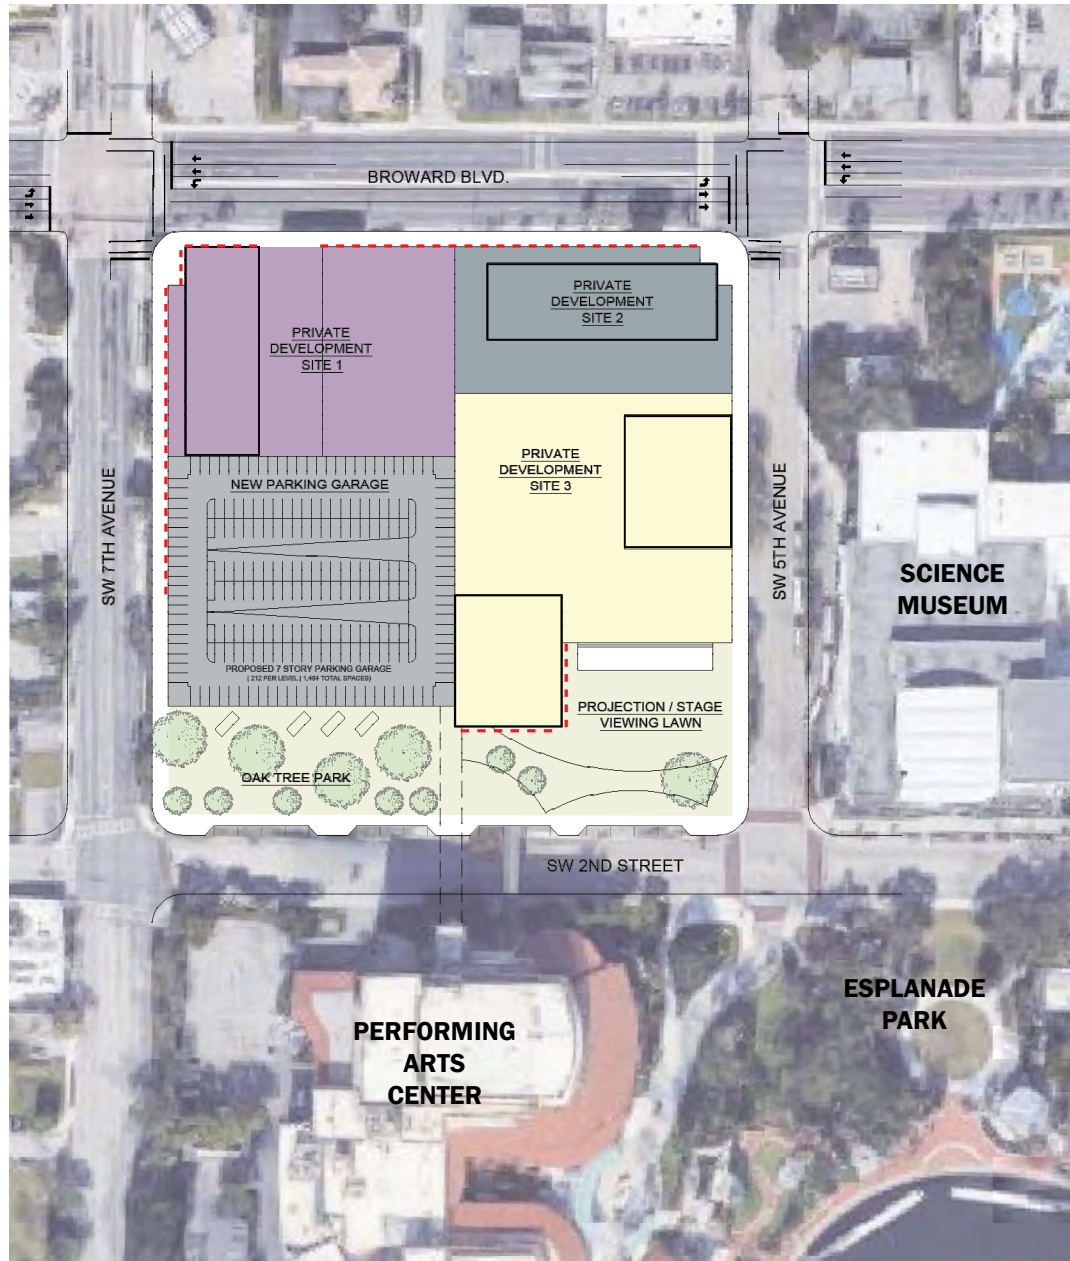 BROWARD BLVD.
PRIVATE
DEVELOPMENT
SITE 2
PRIVATE
DEVELOPMENT
SITE 1
PRIVATE
DEVELOPMENT
SITE 3
NEW PARKING GARAGE
SW 7TH AVENUE
SW 5TH AVENUE
SCIENCE
MUSEUM
PROPOSED 7 STORY PARKING GARAGE
( 212 PER LEVEL | 1,484 TOTAL SPACES)
PROJECTION / STAGE
VIEWING LAWN
OAK TREE PARK
SW 2ND STREET
ESPLANADE
PARK
PERFORMING
ARTS
CENTER